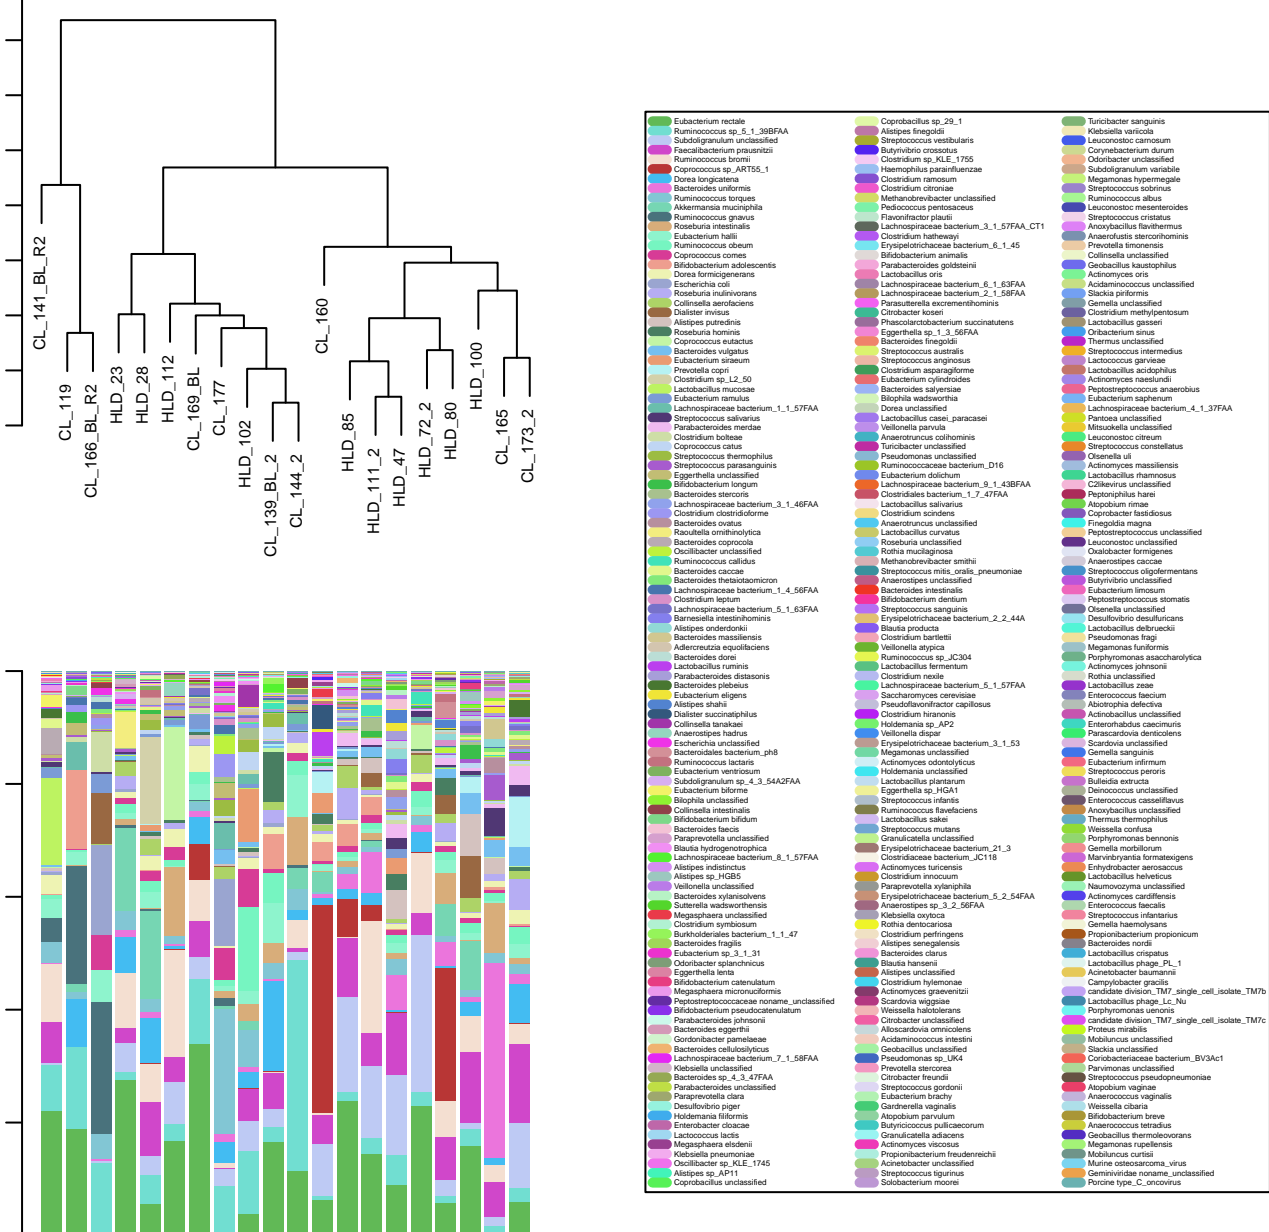 CL_141_BL_R2
CL_119
CL_166_BL_R2
HLD_23
HLD_28
HLD_112
CL_169_BL
CL_177
HLD_102
CL_139_BL_2
CL_144_2
CL_160
HLD_85
HLD_111_2
HLD_47
HLD_72_2
HLD_80
HLD_100
CL_165
CL_173_2
Eubacterium rectale
Ruminococcus sp_5_1_39BFAA
Subdoligranulum unclassified
Faecalibacterium prausnitzii
Ruminococcus bromii
Coprococcus sp_ART55_1
Dorea longicatena
Bacteroides uniformis
Ruminococcus torques
Akkermansia muciniphila
Ruminococcus gnavus
Roseburia intestinalis
Eubacterium hallii
Ruminococcus obeum
Coprococcus comes
Bifidobacterium adolescentis
Dorea formicigenerans
Escherichia coli
Roseburia inulinivorans
Collinsella aerofaciens
Dialister invisus
Alistipes putredinis
Roseburia hominis
Coprococcus eutactus
Bacteroides vulgatus
Eubacterium siraeum
Prevotella copri
Clostridium sp_L2_50
Lactobacillus mucosae
Eubacterium ramulus
Lachnospiraceae bacterium_1_1_57FAA
Streptococcus salivarius
Parabacteroides merdae
Clostridium bolteae
Coprococcus catus
Streptococcus thermophilus
Streptococcus parasanguinis
Eggerthella unclassified
Bifidobacterium longum
Bacteroides stercoris
Lachnospiraceae bacterium_3_1_46FAA
Clostridium clostridioforme
Bacteroides ovatus
Raoultella ornithinolytica
Bacteroides coprocola
Oscillibacter unclassified
Ruminococcus callidus
Bacteroides caccae
Bacteroides thetaiotaomicron
Lachnospiraceae bacterium_1_4_56FAA
Clostridium leptum
Lachnospiraceae bacterium_5_1_63FAA
Barnesiella intestinihominis
Alistipes onderdonkii
Bacteroides massiliensis
Adlercreutzia equolifaciens
Bacteroides dorei
Lactobacillus ruminis
Parabacteroides distasonis
Bacteroides plebeius
Eubacterium eligens
Alistipes shahii
Dialister succinatiphilus
Collinsella tanakaei
Anaerostipes hadrus
Escherichia unclassified
Bacteroidales bacterium_ph8
Ruminococcus lactaris
Eubacterium ventriosum
Subdoligranulum sp_4_3_54A2FAA
Eubacterium biforme
Bilophila unclassified
Collinsella intestinalis
Bifidobacterium bifidum
Bacteroides faecis
Paraprevotella unclassified
Blautia hydrogenotrophica
Lachnospiraceae bacterium_8_1_57FAA
Alistipes indistinctus
Alistipes sp_HGB5
Veillonella unclassified
Bacteroides xylanisolvens
Sutterella wadsworthensis
Megasphaera unclassified
Clostridium symbiosum
Burkholderiales bacterium_1_1_47
Bacteroides fragilis
Eubacterium sp_3_1_31
Odoribacter splanchnicus
Eggerthella lenta
Bifidobacterium catenulatum
Megasphaera micronuciformis
Peptostreptococcaceae noname_unclassified
Bifidobacterium pseudocatenulatum
Parabacteroides johnsonii
Bacteroides eggerthii
Gordonibacter pamelaeae
Bacteroides cellulosilyticus
Lachnospiraceae bacterium_7_1_58FAA
Klebsiella unclassified
Bacteroides sp_4_3_47FAA
Parabacteroides unclassified
Paraprevotella clara
Desulfovibrio piger
Holdemania filiformis
Enterobacter cloacae
Lactococcus lactis
Megasphaera elsdenii
Klebsiella pneumoniae
Oscillibacter sp_KLE_1745
Alistipes sp_AP11
Coprobacillus unclassified
Coprobacillus sp_29_1
Alistipes finegoldii
Streptococcus vestibularis
Butyrivibrio crossotus
Clostridium sp_KLE_1755
Haemophilus parainfluenzae
Clostridium ramosum
Clostridium citroniae
Methanobrevibacter unclassified
Pediococcus pentosaceus
Flavonifractor plautii
Lachnospiraceae bacterium_3_1_57FAA_CT1
Clostridium hathewayi
Erysipelotrichaceae bacterium_6_1_45
Bifidobacterium animalis
Parabacteroides goldsteinii
Lactobacillus oris
Lachnospiraceae bacterium_6_1_63FAA
Lachnospiraceae bacterium_2_1_58FAA
Parasutterella excrementihominis
Citrobacter koseri
Phascolarctobacterium succinatutens
Eggerthella sp_1_3_56FAA
Bacteroides finegoldii
Streptococcus australis
Streptococcus anginosus
Clostridium asparagiforme
Eubacterium cylindroides
Bacteroides salyersiae
Bilophila wadsworthia
Dorea unclassified
Lactobacillus casei_paracasei
Veillonella parvula
Anaerotruncus colihominis
Turicibacter unclassified
Pseudomonas unclassified
Ruminococcaceae bacterium_D16
Eubacterium dolichum
Lachnospiraceae bacterium_9_1_43BFAA
Clostridiales bacterium_1_7_47FAA
Lactobacillus salivarius
Clostridium scindens
Anaerotruncus unclassified
Lactobacillus curvatus
Roseburia unclassified
Rothia mucilaginosa
Methanobrevibacter smithii
Streptococcus mitis_oralis_pneumoniae
Anaerostipes unclassified
Bacteroides intestinalis
Bifidobacterium dentium
Streptococcus sanguinis
Erysipelotrichaceae bacterium_2_2_44A
Blautia producta
Clostridium bartlettii
Veillonella atypica
Ruminococcus sp_JC304
Lactobacillus fermentum
Clostridium nexile
Lachnospiraceae bacterium_5_1_57FAA
Saccharomyces cerevisiae
Pseudoflavonifractor capillosus
Clostridium hiranonis
Holdemania sp_AP2
Veillonella dispar
Erysipelotrichaceae bacterium_3_1_53
Megamonas unclassified
Actinomyces odontolyticus
Holdemania unclassified
Lactobacillus plantarum
Eggerthella sp_HGA1
Streptococcus infantis
Ruminococcus flavefaciens
Lactobacillus sakei
Streptococcus mutans
Granulicatella unclassified
Erysipelotrichaceae bacterium_21_3
Clostridiaceae bacterium_JC118
Actinomyces turicensis
Clostridium innocuum
Paraprevotella xylaniphila
Erysipelotrichaceae bacterium_5_2_54FAA
Anaerostipes sp_3_2_56FAA
Klebsiella oxytoca
Rothia dentocariosa
Clostridium perfringens
Alistipes senegalensis
Bacteroides clarus
Blautia hansenii
Alistipes unclassified
Clostridium hylemonae
Actinomyces graevenitzii
Scardovia wiggsiae
Weissella halotolerans
Citrobacter unclassified
Alloscardovia omnicolens
Acidaminococcus intestini
Geobacillus unclassified
Pseudomonas sp_UK4
Prevotella stercorea
Citrobacter freundii
Streptococcus gordonii
Eubacterium brachy
Gardnerella vaginalis
Atopobium parvulum
Butyricicoccus pullicaecorum
Granulicatella adiacens
Actinomyces viscosus
Propionibacterium freudenreichii
Acinetobacter unclassified
Streptococcus tigurinus
Solobacterium moorei
Turicibacter sanguinis
Klebsiella variicola
Leuconostoc carnosum
Corynebacterium durum
Odoribacter unclassified
Subdoligranulum variabile
Megamonas hypermegale
Streptococcus sobrinus
Ruminococcus albus
Leuconostoc mesenteroides
Streptococcus cristatus
Anoxybacillus flavithermus
Anaerofustis stercorihominis
Prevotella timonensis
Collinsella unclassified
Geobacillus kaustophilus
Actinomyces oris
Acidaminococcus unclassified
Slackia piriformis
Gemella unclassified
Clostridium methylpentosum
Lactobacillus gasseri
Oribacterium sinus
Thermus unclassified
Streptococcus intermedius
Lactococcus garvieae
Lactobacillus acidophilus
Actinomyces naeslundii
Peptostreptococcus anaerobius
Eubacterium saphenum
Lachnospiraceae bacterium_4_1_37FAA
Pantoea unclassified
Mitsuokella unclassified
Leuconostoc citreum
Streptococcus constellatus
Olsenella uli
Actinomyces massiliensis
Lactobacillus rhamnosus
C2likevirus unclassified
Peptoniphilus harei
Atopobium rimae
Coprobacter fastidiosus
Finegoldia magna
Peptostreptococcus unclassified
Leuconostoc unclassified
Oxalobacter formigenes
Anaerostipes caccae
Streptococcus oligofermentans
Butyrivibrio unclassified
Eubacterium limosum
Peptostreptococcus stomatis
Olsenella unclassified
Desulfovibrio desulfuricans
Lactobacillus delbrueckii
Pseudomonas fragi
Megamonas funiformis
Porphyromonas asaccharolytica
Actinomyces johnsonii
Rothia unclassified
Lactobacillus zeae
Enterococcus faecium
Abiotrophia defectiva
Actinobaculum unclassified
Enterorhabdus caecimuris
Parascardovia denticolens
Scardovia unclassified
Gemella sanguinis
Eubacterium infirmum
Streptococcus peroris
Bulleidia extructa
Deinococcus unclassified
Enterococcus casseliflavus
Anoxybacillus unclassified
Thermus thermophilus
Weissella confusa
Porphyromonas bennonis
Gemella morbillorum
Marvinbryantia formatexigens
Enhydrobacter aerosaccus
Lactobacillus helveticus
Naumovozyma unclassified
Actinomyces cardiffensis
Enterococcus faecalis
Streptococcus infantarius
Gemella haemolysans
Propionibacterium propionicum
Bacteroides nordii
Lactobacillus crispatus
Lactobacillus phage_PL_1
Acinetobacter baumannii
Campylobacter gracilis
candidate division_TM7_single_cell_isolate_TM7b
Lactobacillus phage_Lc_Nu
Porphyromonas uenonis
candidate division_TM7_single_cell_isolate_TM7c
Proteus mirabilis
Mobiluncus unclassified
Slackia unclassified
Coriobacteriaceae bacterium_BV3Ac1
Parvimonas unclassified
Streptococcus pseudopneumoniae
Atopobium vaginae
Anaerococcus vaginalis
Weissella cibaria
Bifidobacterium breve
Anaerococcus tetradius
Geobacillus thermoleovorans
Megamonas rupellensis
Mobiluncus curtisii
Murine osteosarcoma_virus
Geminiviridae noname_unclassified
Porcine type_C_oncovirus